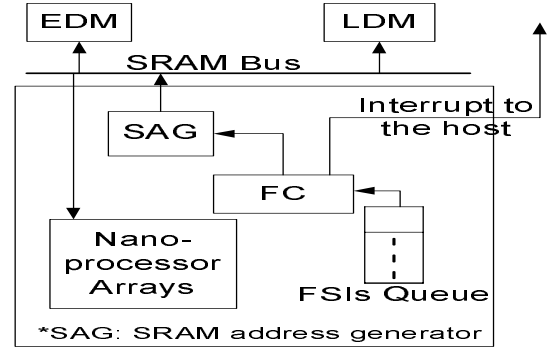 EDM
LDM
SRAM Bus
Interrupt to
the host
SAG
FC
Nano-
processor
Arrays
FSIs Queue
*SAG: SRAM address generator